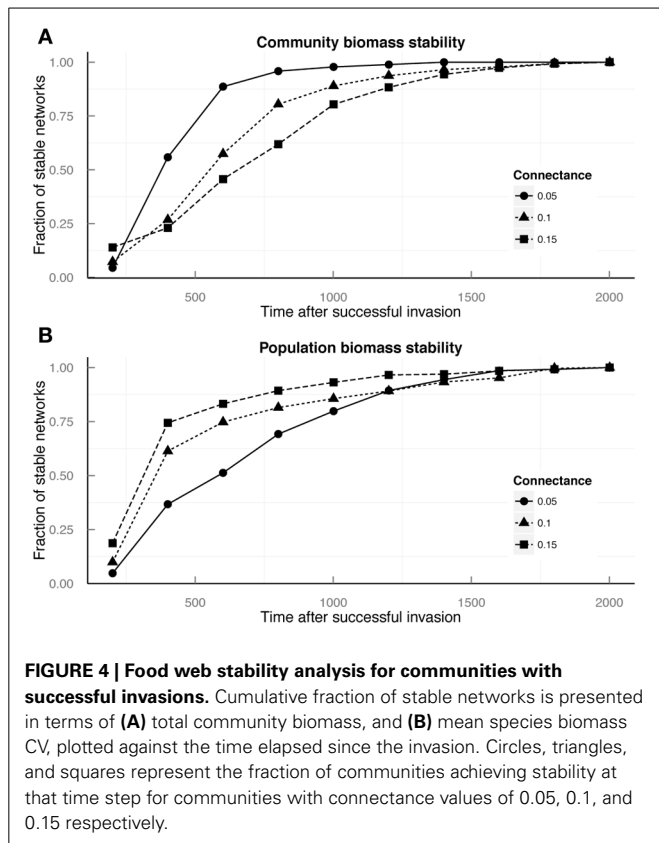 A
Community biomass stability
Fraction of stable networks
1.00
0.75
0.50
0.25
0.00
Connectance
0.05
0.1
0.15
500
1000
1500
2000
Time after successful invasion
B
Population biomass stability
Fraction of stable networks
1.00
0.75
0.50
0.25
0.00
Connectance
0.05
0.1
0.15
500
1000
1500
2000
Time after successful invasion
FIGURE 4 | Food web stability analysis for communities with
successful invasions. Cumulative fraction of stable networks is presented
in terms of (A) total community biomass, and (B) mean species biomass
CV, plotted against the time elapsed since the invasion. Circles, triangles,
and squares represent the fraction of communities achieving stability at
that time step for communities with connectance values of 0.05, 0.1, and
0.15 respectively.